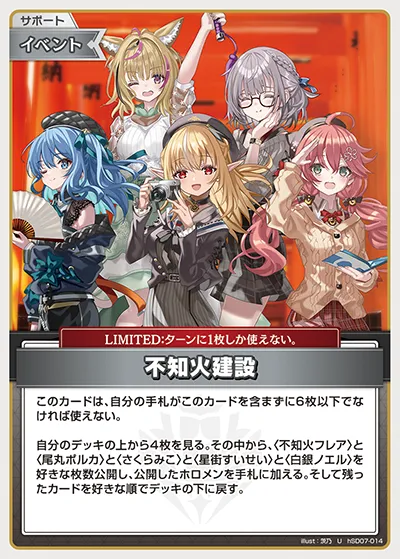 サポート
イベント
LIMITED:ターンに1枚しか使えない。
不知火建設
このカードは、自分の手札がこのカードを含まずに6枚以下でな
ければ使えない。
自分のデッキの上から4枚を見る。その中から、〈不知火フレア〉と
〈尾丸ポルカ〉と〈さくらみこ〉と〈星街すいせい〉と〈白銀ノエル〉を
好きな枚数公開し、公開したホロメンを手札に加える。そして残っ
たカードを好きな順でデッキの下に戻す。
illust : 茨乃 U hSD07-014